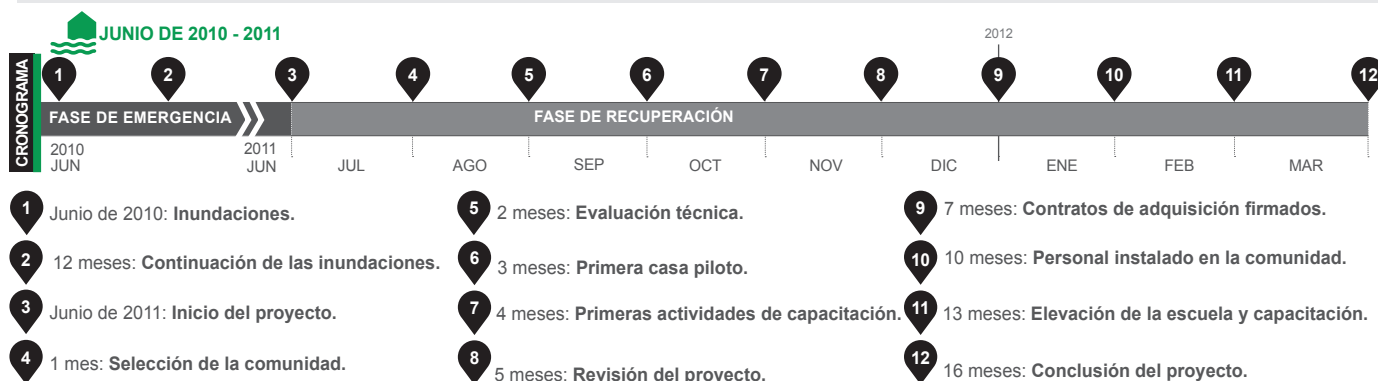 JUNIO DE 2010 - 2011
2012
CRONOGRAMA
1 2 3 4 5 6 7 8 9 10 11 12
FASE DE EMERGENCIA FASE DE RECUPERACIÓN
2010 2011
JUN JUN JUL AGO SEP OCT NOV DIC ENE FEB MAR
1 Junio de 2010: Inundaciones.
2 12 meses: Continuación de las inundaciones.
3 Junio de 2011: Inicio del proyecto.
4 1 mes: Selección de la comunidad.
5 2 meses: Evaluación técnica.
6 3 meses: Primera casa piloto.
7 4 meses: Primeras actividades de capacitación.
8 5 meses: Revisión del proyecto.
9 7 meses: Contratos de adquisición firmados.
10 10 meses: Personal instalado en la comunidad.
11 13 meses: Elevación de la escuela y capacitación.
12 16 meses: Conclusión del proyecto.